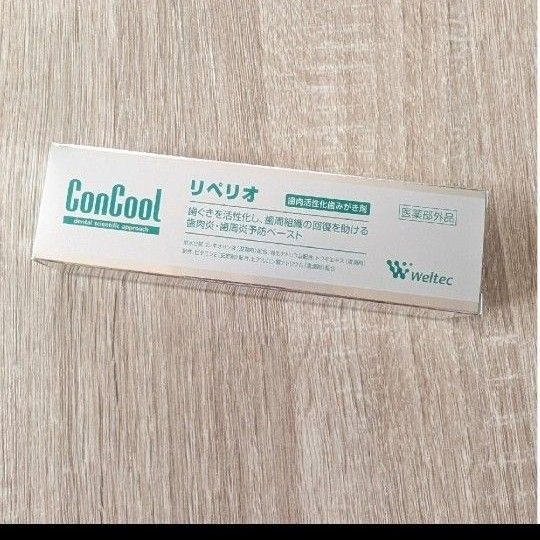 ConCool
dental scientific approach
リペリオ
歯肉活性化歯みがき剤
医薬部外品
歯ぐきを活性化し、歯周組織の回復を助ける
歯肉炎・歯周炎予防ペースト
Weltec